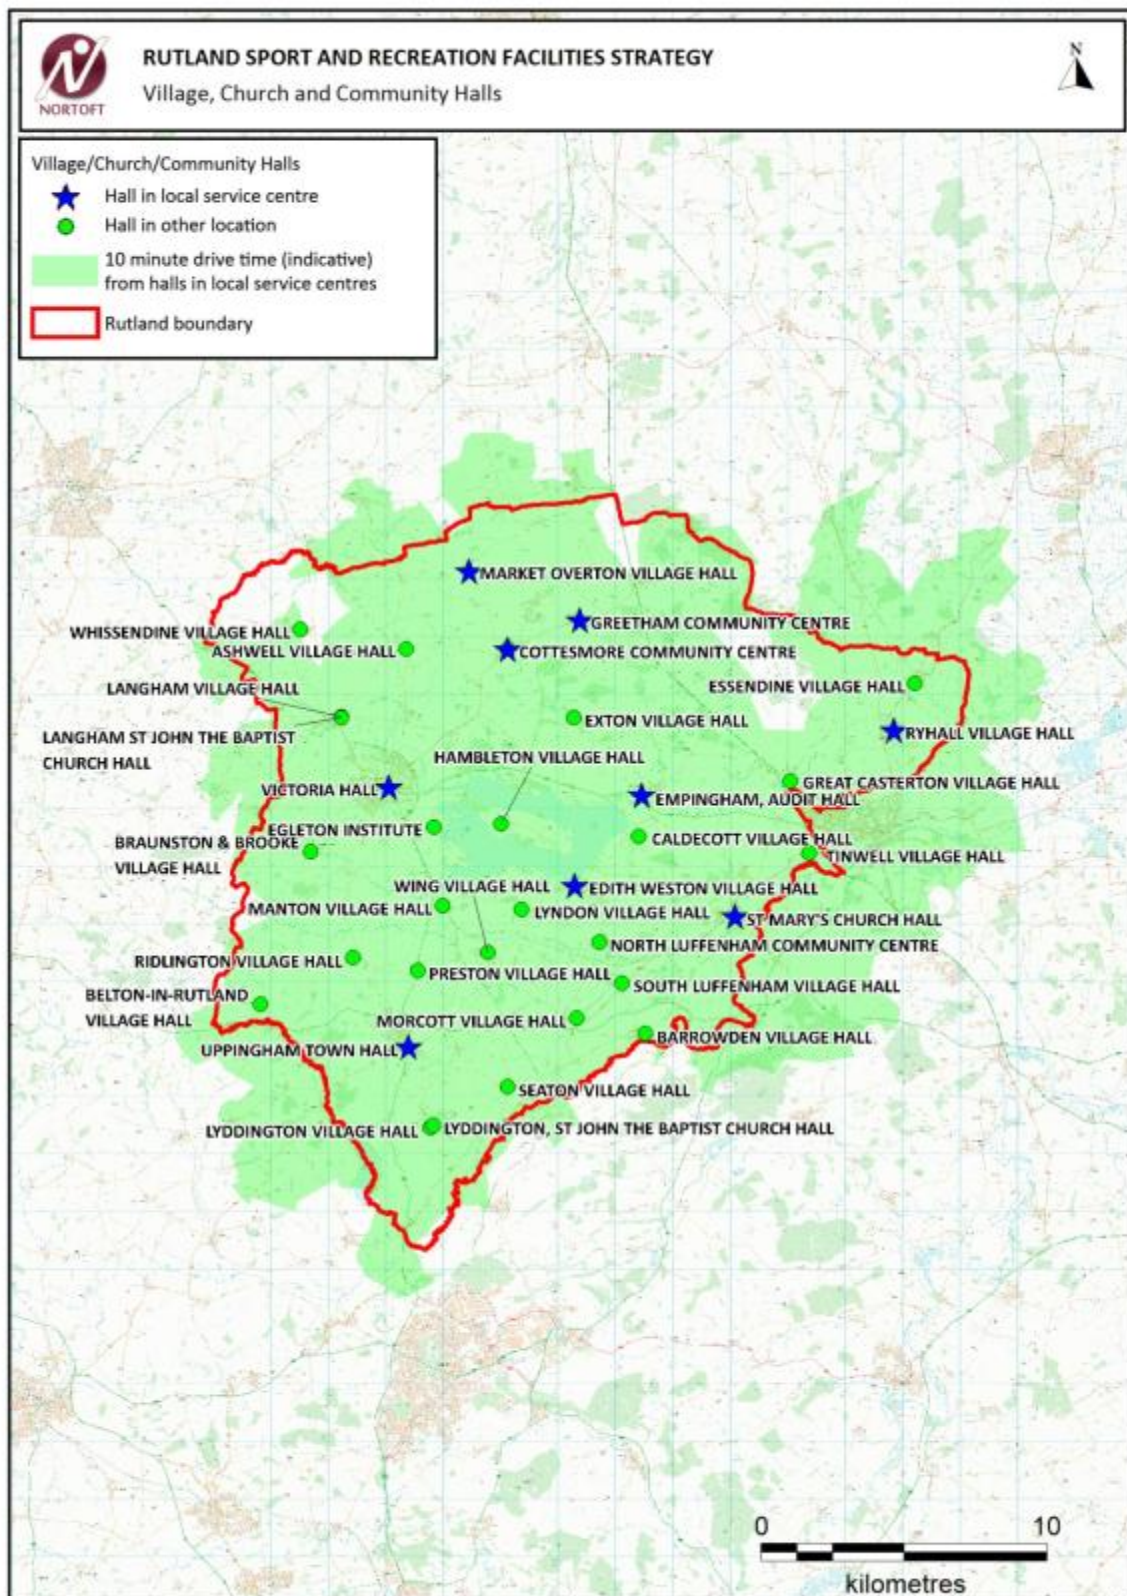 NORTOFT
RUTLAND SPORT AND RECREATION FACILITIES STRATEGY
Village, Church and Community Halls
N
Village/Church/Community Halls
Hall in local service centre
Hall in other location
10 minute drive time (indicative)
from halls in local service centres
Rutland boundary
MARKET OVERTON VILLAGE HALL
GREETHAM COMMUNITY CENTRE
WHISSENDINE VILLAGE HALL
ASHWELL VILLAGE HALL
COTTESMORE COMMUNITY CENTRE
LANGHAM VILLAGE HALL
ESSENDINE VILLAGE HALL
EXTON VILLAGE HALL
LANGHAM ST JOHN THE BAPTIST
CHURCH HALL
RYHALL VILLAGE HALL
HAMBLETON VILLAGE HALL
GREAT CASTERTON VILLAGE HALL
VICTORIA HALL
EMPINGHAM, AUDIT HALL
EGLETON INSTITUTE
CALDECOTT VILLAGE HALL
BRAUNSTON & BROOKE
VILLAGE HALL
TINWELL VILLAGE HALL
WING VILLAGE HALL
EDITH WESTON VILLAGE HALL
MANTON VILLAGE HALL
LYNDON VILLAGE HALL
ST MARY'S CHURCH HALL
NORTH LUFFENHAM COMMUNITY CENTRE
RIDLINGTON VILLAGE HALL
PRESTON VILLAGE HALL
SOUTH LUFFENHAM VILLAGE HALL
BELTON-IN-RUTLAND
VILLAGE HALL
MORCOTT VILLAGE HALL
BARROWDEN VILLAGE HALL
UPPINGHAM TOWN HALL
SEATON VILLAGE HALL
LYDDINGTON VILLAGE HALL
LYDDINGTON, ST JOHN THE BAPTIST CHURCH HALL
0 10
kilometres